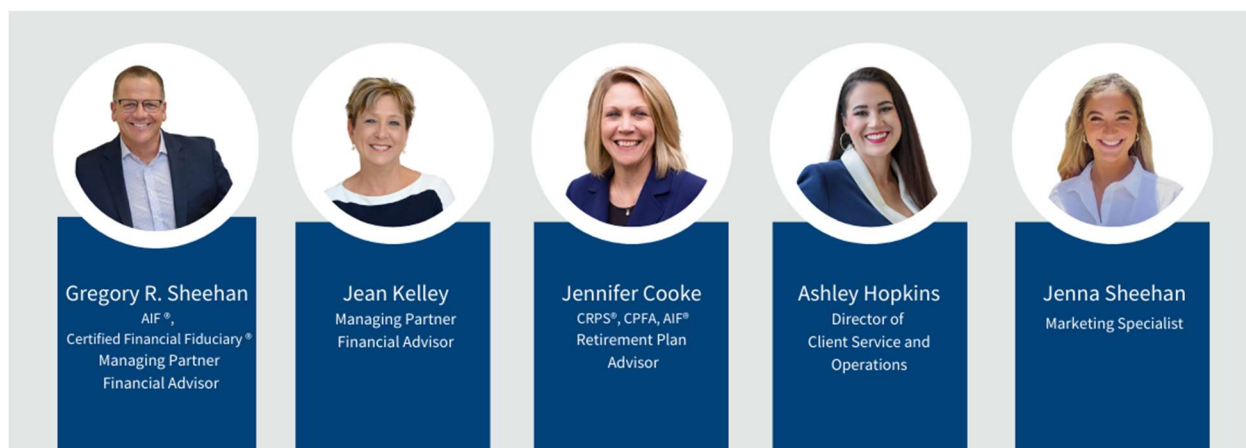 Gregory R. Sheehan
AIF ®,
Certified Financial Fiduciary ®
Managing Partner
Financial Advisor
Jean Kelley
Managing Partner
Financial Advisor
Jennifer Cooke
CRPS®, CPFA, AIF®
Retirement Plan
Advisor
Ashley Hopkins
Director of
Client Service and
Operations
Jenna Sheehan
Marketing Specialist